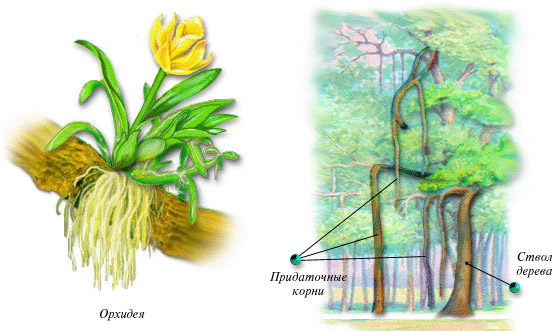 Орхидея
Придаточные
корни
Ствол
дерева